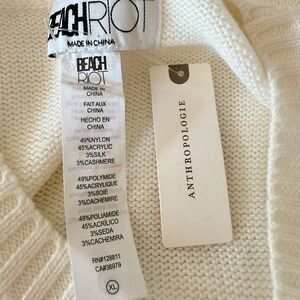 BEACHRIOT
MADE IN CHINA
BEACH
RIOT
MADE IN
CHINA
FAIT AUX
CHINA
HECHO EN
CHINA
49%NYLON
45%ACRYLIC
3%SILK
3%CASHMERE
49%POLYMIDE
45%ACRYLIQUE
3%SOIE
3%CACHEMIRA
49%POLIAMIDE
45%ACRÍLICO
3%SEDA
3%CACHEMIRA
RN#128811
CA#36979
XL
ANTHROPOLOGIE